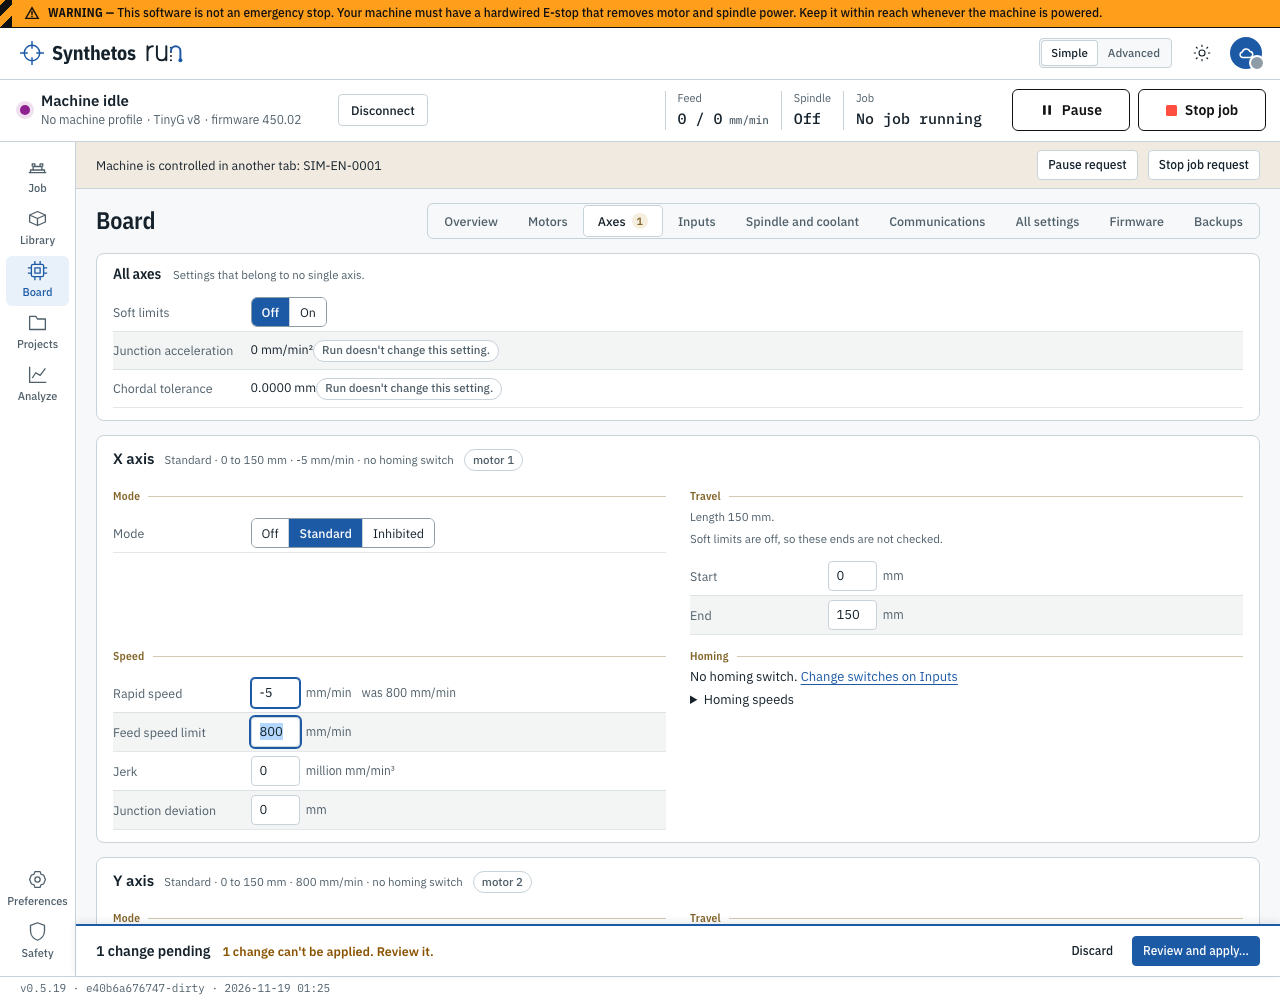 WARNING — This software is not an emergency stop. Your machine must have a hardwired E-stop that removes motor and spindle power. Keep it within reach whenever the machine is powered.
Synthetos run
Simple Advanced
Machine idle
No machine profile · TinyG v8 · firmware 450.02
Disconnect
Feed
0 / 0 mm/min
Spindle
Off
Job
No job running
Pause
Stop job
Job
Library
Board
Projects
Analyze
Preferences
Safety
Machine is controlled in another tab: SIM-EN-0001
Pause request
Stop job request
Board
Overview Motors Axes 1 Inputs Spindle and coolant Communications All settings Firmware Backups
All axes Settings that belong to no single axis.
Soft limits Off On
Junction acceleration 0 mm/min² Run doesn't change this setting.
Chordal tolerance 0.0000 mm Run doesn't change this setting.
X axis Standard · 0 to 150 mm · -5 mm/min · no homing switch motor 1
Mode
Mode Off Standard Inhibited
Travel
Length 150 mm.
Soft limits are off, so these ends are not checked.
Start 0 mm
End 150 mm
Speed
Rapid speed -5 mm/min was 800 mm/min
Feed speed limit 800 mm/min
Jerk 0 million mm/min³
Junction deviation 0 mm
Homing
No homing switch. Change switches on Inputs
Homing speeds
Y axis Standard · 0 to 150 mm · 800 mm/min · no homing switch motor 2
Mode
Travel
1 change pending 1 change can't be applied. Review it.
Discard
Review and apply...
v0.5.19 · e40b6a676747-dirty · 2026-11-19 01:25